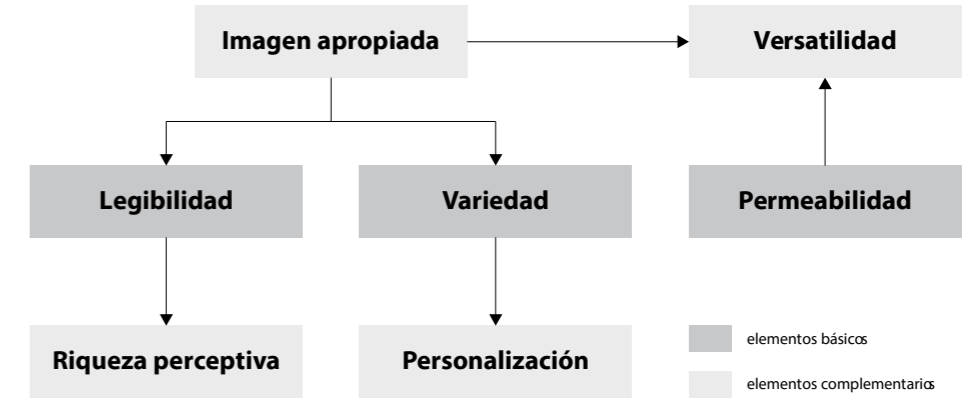 Imagen apropiada
Versatilidad
Legibilidad
Variedad
Permeabilidad
Riqueza perceptiva
Personalización
elementos básicos
elementos complementarios